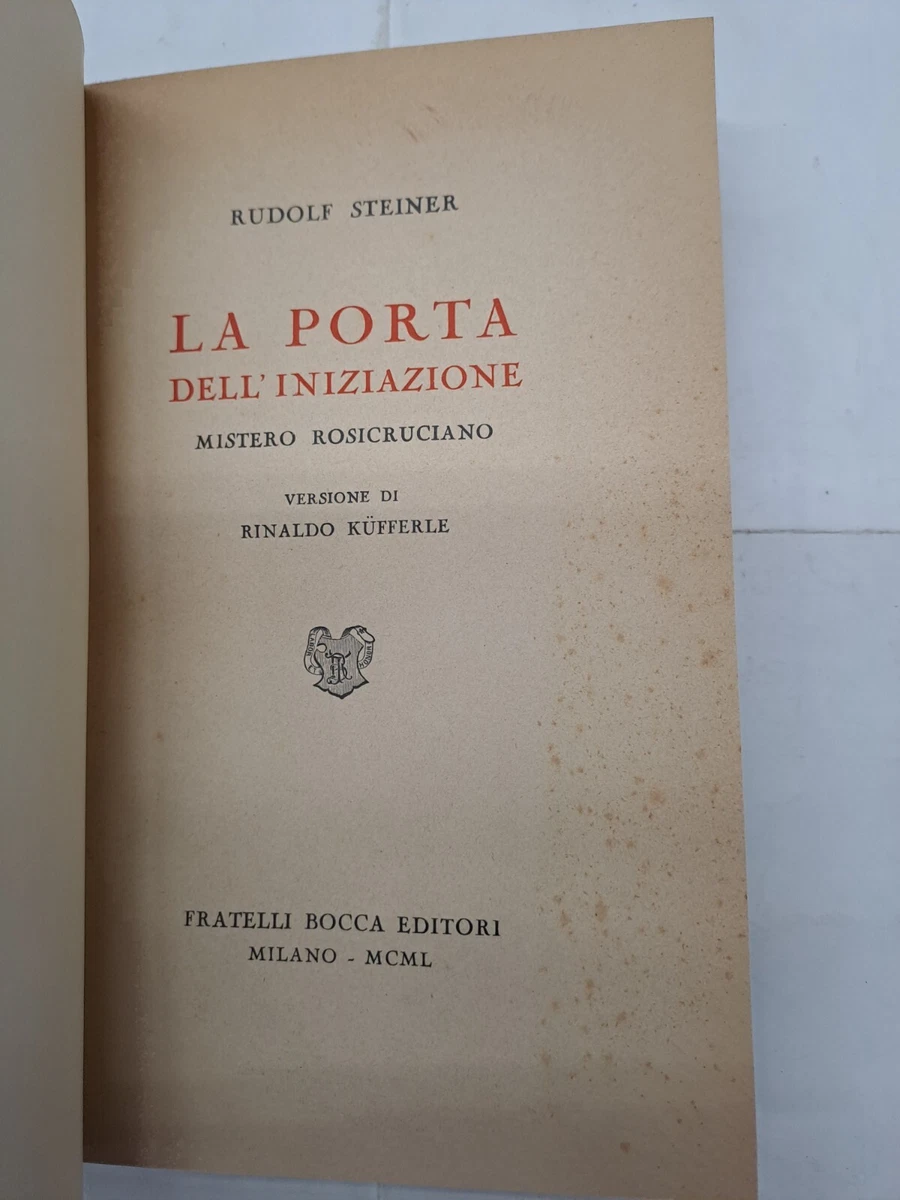 RUDOLF STEINER
LA PORTA
DELL'INIZIAZIONE
MISTERO ROSICRUCIANO
VERSIONE DI
RINALDO KÜFFERLE
FRATELLI BOCCA EDITORI
MILANO - MCML